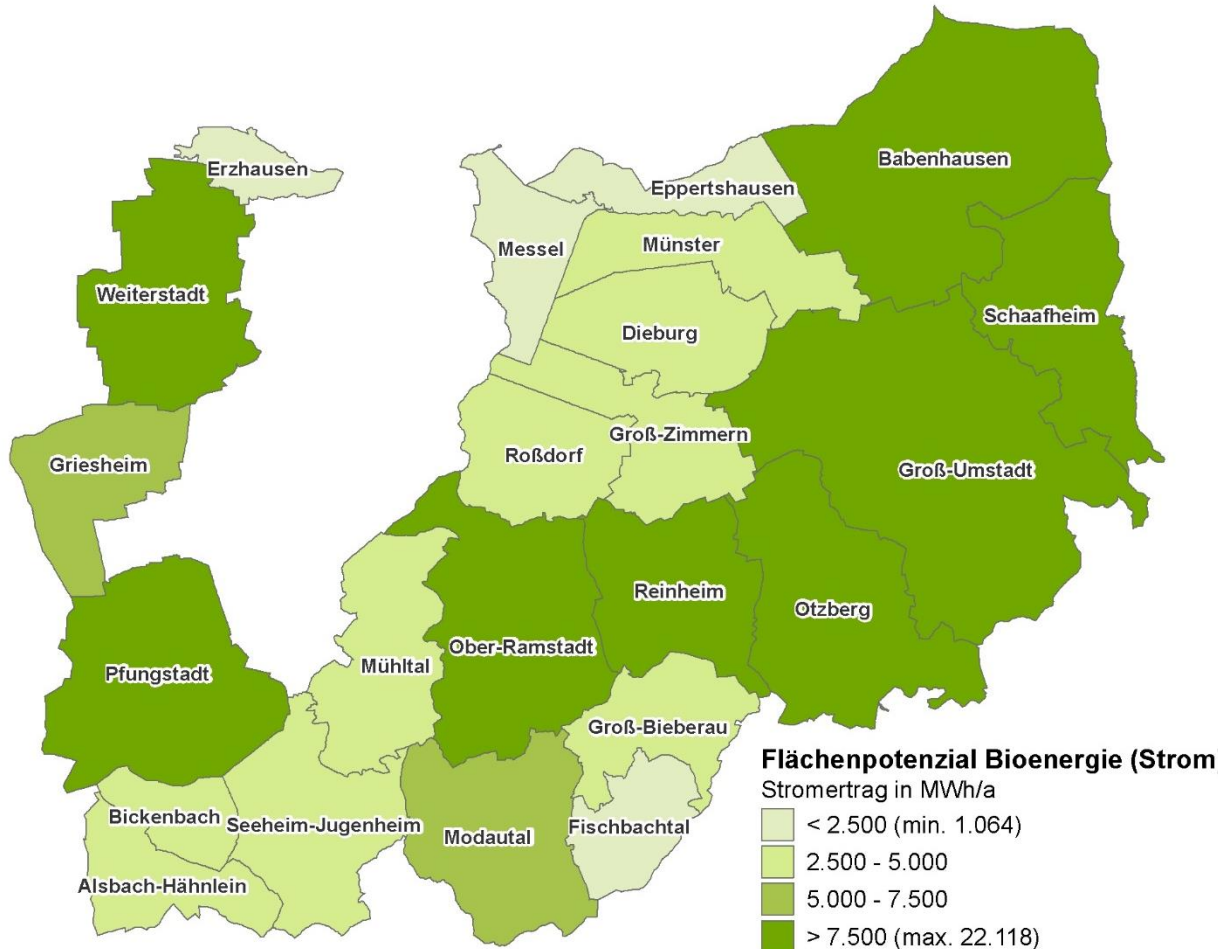 Erzhausen
Babenhausen
Eppertshausen
Messel
Münster
Weiterstadt
Schaafheim
Dieburg
Groß-Zimmern
Roßdorf
Griesheim
Groß-Umstadt
Reinheim
Otzberg
Ober-Ramstadt
Mühltal
Pfungstadt
Groß-Bieberau
Bickenbach
Seeheim-Jugenheim
Modautal
Fischbachtal
Alsbach-Hähnlein
Flächenpotenzial Bioenergie (Strom
Stromertrag in MWh/a
< 2.500 (min. 1.064)
2.500 - 5.000
5.000 - 7.500
> 7.500 (max. 22.118)